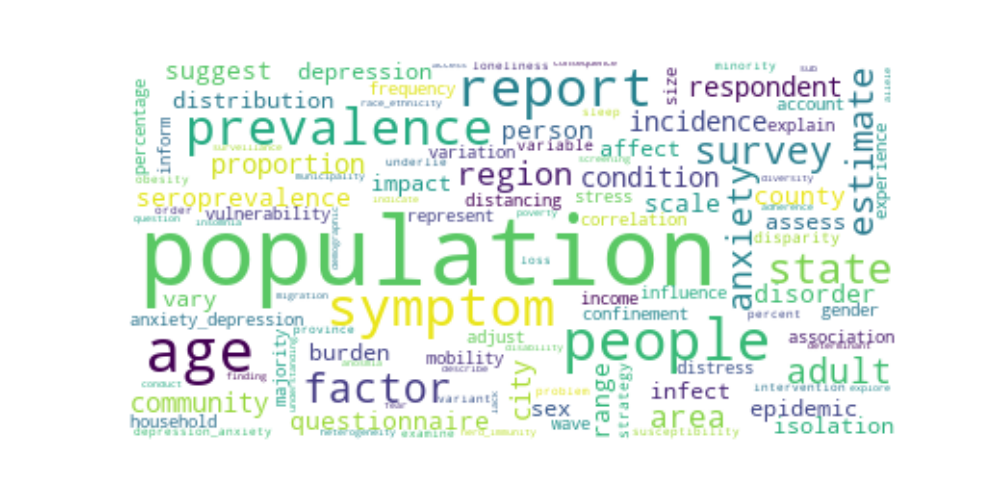 access loneliness consequence minority sub
suggest depression report size respondent estimate allele
percentage distribution frequency race_ethnicity sleep account
inform prevalence person incidence explain experience
surveillance variation variable affect survey
proportion underlie region screening condition anxiety diversity
obesity municipality impact stress county
seroprevalence indicate distancing scale adherence
order vulnerability represent poverty correlation assess
question insomnia demographic disparity
population loss state
migration income influence disorder
vary symptom confinement percent gender
anxiety_depression province adjust people association
age majority understanding burden anosmia mobility disability determinant
finding describe distress adult
conduct factor variant city problem range strategy infect intervention explore
community fear lack sex area epidemic
household questionnaire wave isolation
depression_anxiety heterogeneity examine herd_immunity susceptibility